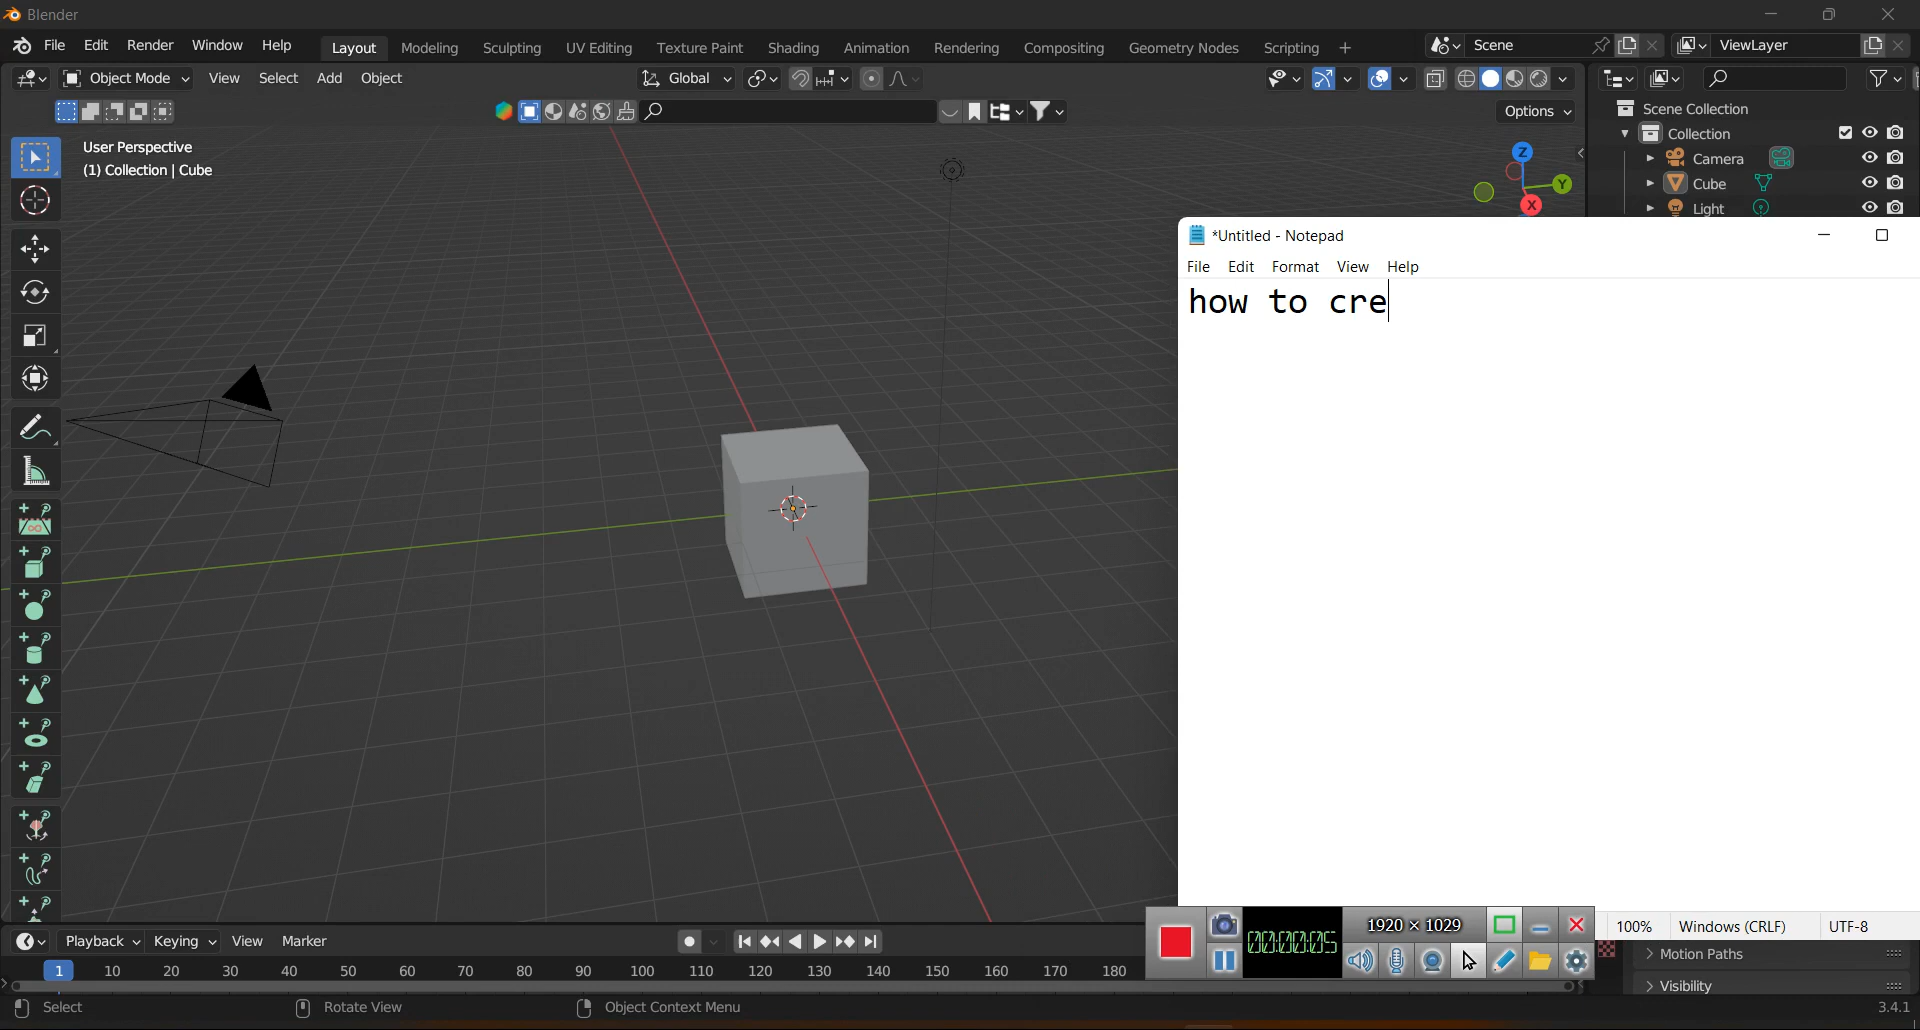 Blender
File Edit Render Window Help Layout Modeling Sculpting UV Editing Texture Paint Shading Animation Rendering Compositing Geometry Nodes Scripting + Scene ViewLayer
Object Mode View Select Add Object Global
Options
User Perspective
(1) Collection | Cube
Z
Y
X
Scene Collection
Collection
Camera
Cube
Light
*Untitled - Notepad
File Edit Format View Help
how to cre
100% Windows (CRLF) UTF-8
1920 × 1029
00:00:05
Motion Paths
Visibility
Playback Keying View Marker
1 10 20 30 40 50 60 70 80 90 100 110 120 130 140 150 160 170 180
Select Rotate View Object Context Menu 3.4.1